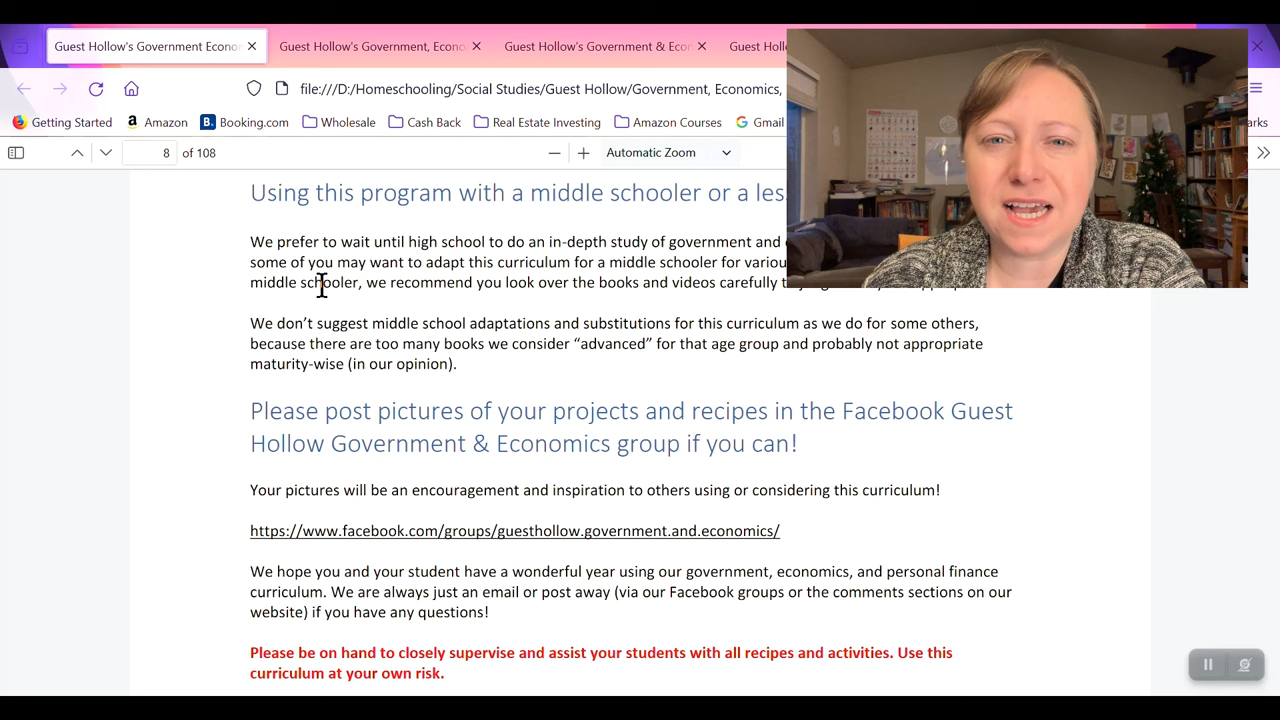 Guest Hollow's Government Econo
Guest Hollow's Government, Econo
Guest Hollow's Government & Econ
Guest Holl
file:///D:/Homeschooling/Social Studies/Guest Hollow/Government, Economics,
Getting Started
Amazon
Booking.com
Wholesale
Cash Back
Real Estate Investing
Amazon Courses
Gmail
8 of 108
Automatic Zoom
Using this program with a middle schooler or a les
We prefer to wait until high school to do an in-depth study of government and
some of you may want to adapt this curriculum for a middle schooler for variou
middle schooler, we recommend you look over the books and videos carefully
We don't suggest middle school adaptations and substitutions for this curriculum as we do for some others,
because there are too many books we consider “advanced” for that age group and probably not appropriate
maturity-wise (in our opinion).
Please post pictures of your projects and recipes in the Facebook Guest
Hollow Government & Economics group if you can!
Your pictures will be an encouragement and inspiration to others using or considering this curriculum!
https://www.facebook.com/groups/guesthollow.government.and.economics/
We hope you and your student have a wonderful year using our government, economics, and personal finance
curriculum. We are always just an email or post away (via our Facebook groups or the comments sections on our
website) if you have any questions!
Please be on hand to closely supervise and assist your students with all recipes and activities. Use this
curriculum at your own risk.